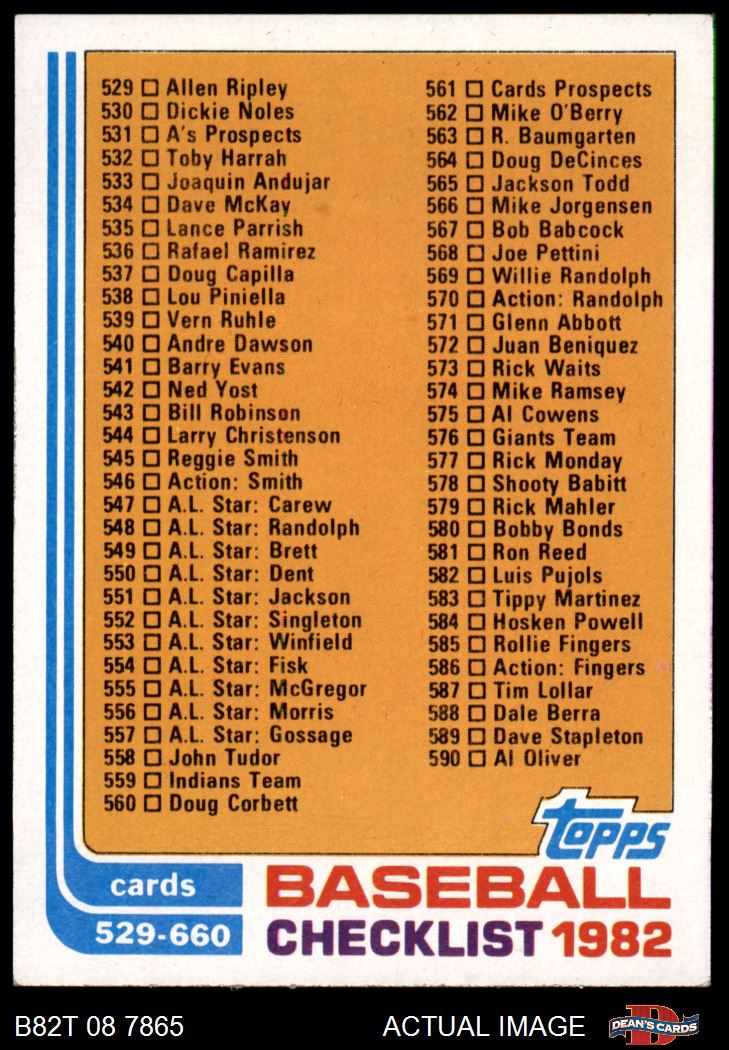 529 Allen Ripley
530 Dickie Noles
531 A's Prospects
532 Toby Harrah
533 Joaquin Andujar
534 Dave McKay
535 Lance Parrish
536 Rafael Ramirez
537 Doug Capilla
538 Lou Piniella
539 Vern Ruhle
540 Andre Dawson
541 Barry Evans
542 Ned Yost
543 Bill Robinson
544 Larry Christenson
545 Reggie Smith
546 Action: Smith
547 A.L. Star: Carew
548 A.L. Star: Randolph
549 A.L. Star: Brett
550 A.L. Star: Dent
551 A.L. Star: Jackson
552 A.L. Star: Singleton
553 A.L. Star: Winfield
554 A.L. Star: Fisk
555 A.L. Star: McGregor
556 A.L. Star: Morris
557 A.L. Star: Gossage
558 John Tudor
559 Indians Team
560 Doug Corbett
561 Cards Prospects
562 Mike O'Berry
563 R. Baumgarten
564 Doug DeCinces
565 Jackson Todd
566 Mike Jorgensen
567 Bob Babcock
568 Joe Pettini
569 Willie Randolph
570 Action: Randolph
571 Glenn Abbott
572 Juan Beniquez
573 Rick Waits
574 Mike Ramsey
575 Al Cowens
576 Giants Team
577 Rick Monday
578 Shooty Babitt
579 Rick Mahler
580 Bobby Bonds
581 Ron Reed
582 Luis Pujols
583 Tippy Martinez
584 Hosken Powell
585 Rollie Fingers
586 Action: Fingers
587 Tim Lollar
588 Dale Berra
589 Dave Stapleton
590 Al Oliver
topps
cards
529-660
BASEBALL
CHECKLIST 1982
B82T 08 7865
ACTUAL IMAGE
D
DEAN'S CARDS